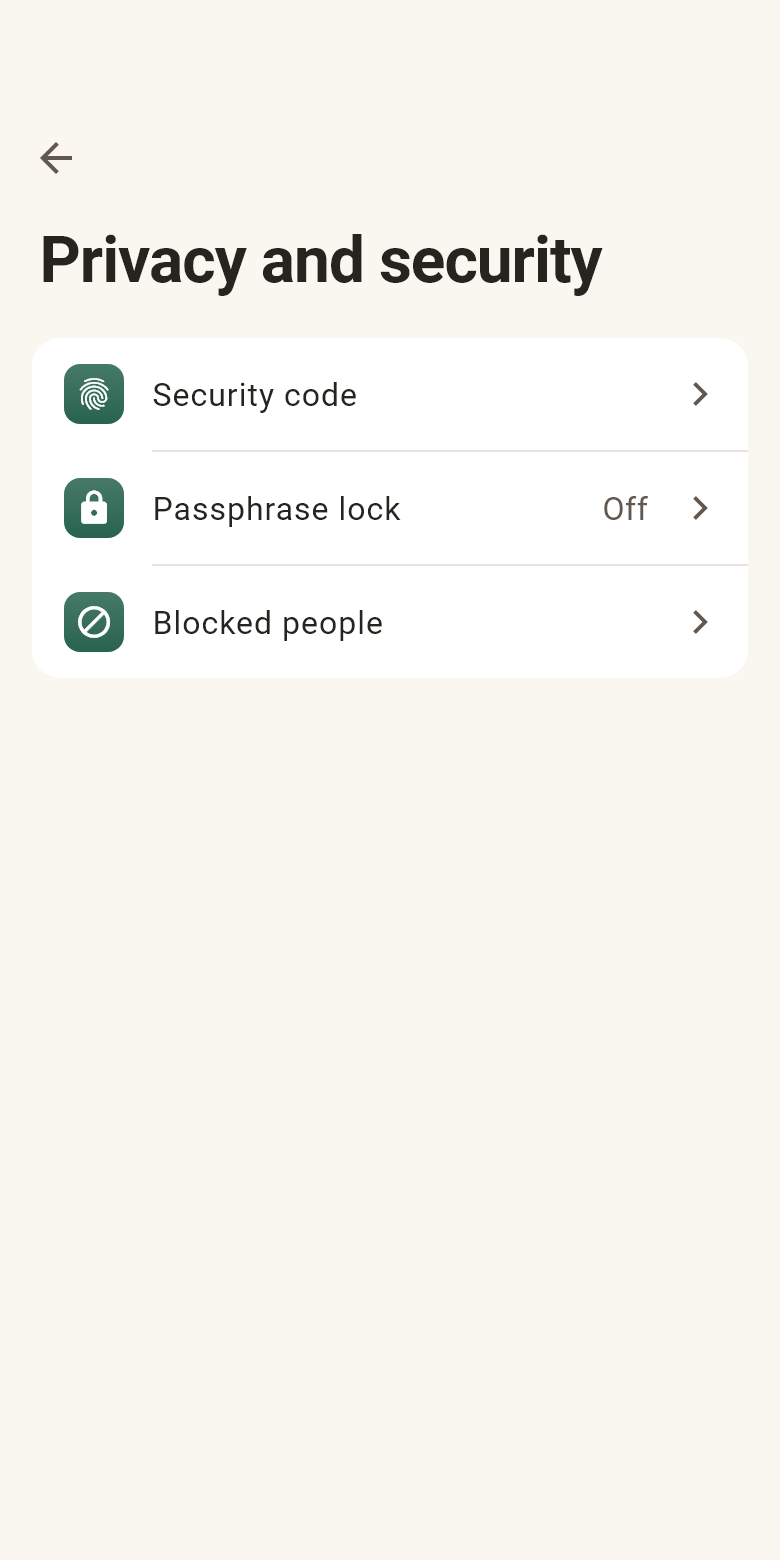 Privacy and security
Security code
Passphrase lock Off
Blocked people